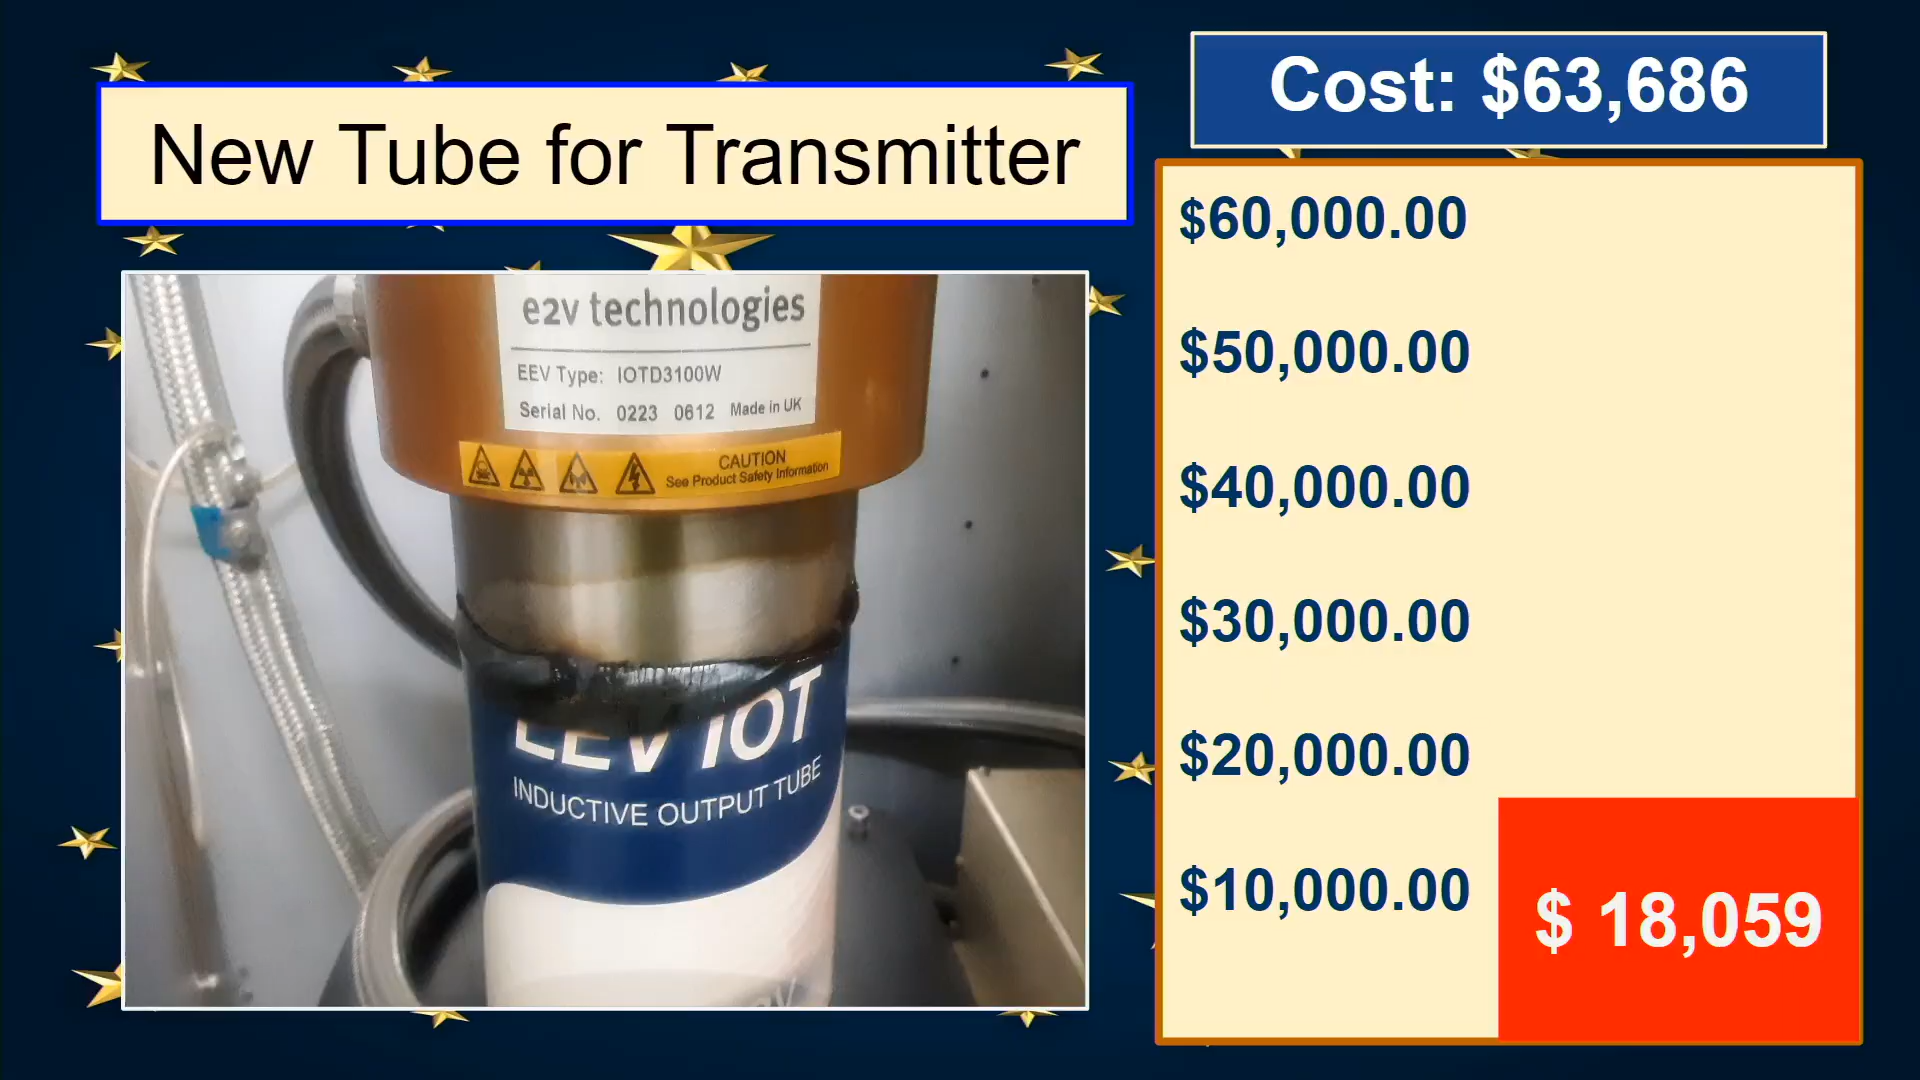 New Tube for Transmitter
Cost: $63,686
e2v technologies
EEV Type: IOTD3100W
Serial No. 0223 0612 Made in UK
CAUTION
See Product Safety Information
EEV IOT
INDUCTIVE OUTPUT TUBE
$60,000.00
$50,000.00
$40,000.00
$30,000.00
$20,000.00
$10,000.00
$ 18,059